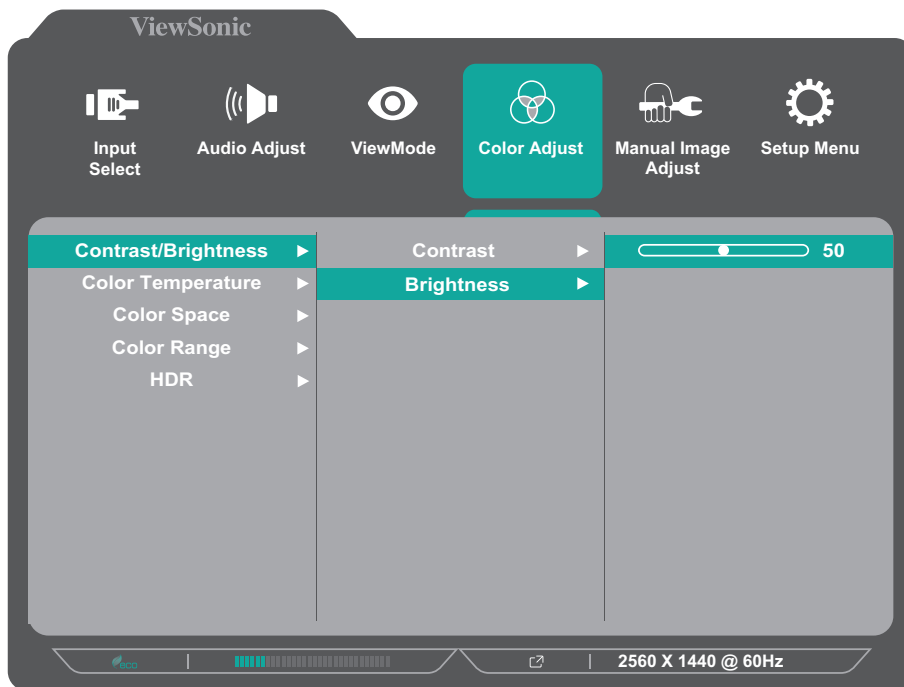 ViewSonic
Input Select
Audio Adjust
ViewMode
Color Adjust
Manual Image Adjust
Setup Menu
Contrast/Brightness
Contrast
50
Color Temperature
Brightness
Color Space
Color Range
HDR
eco
2560 X 1440 @ 60Hz